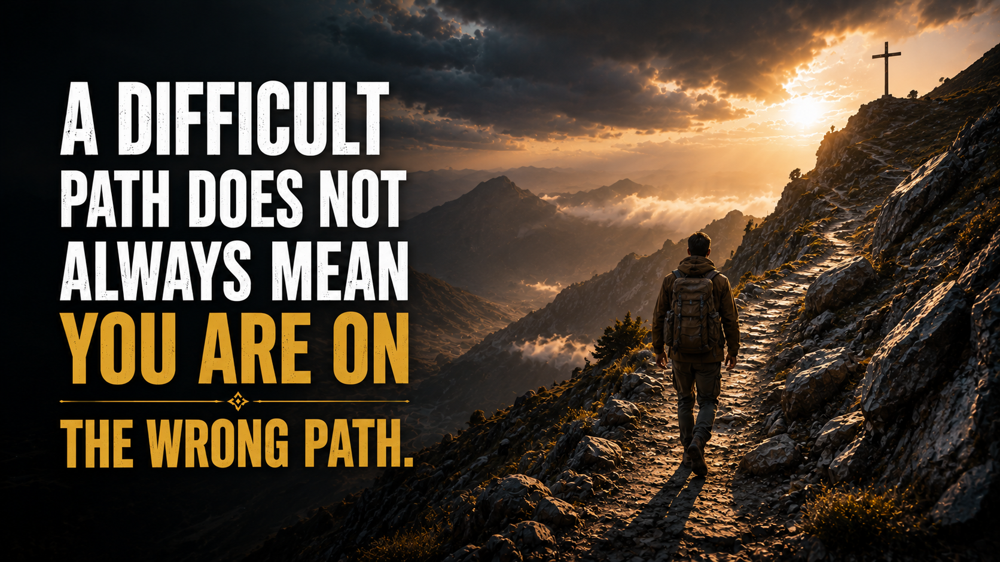 A DIFFICULT
PATH DOES NOT
ALWAYS MEAN
YOU ARE ON
THE WRONG PATH.